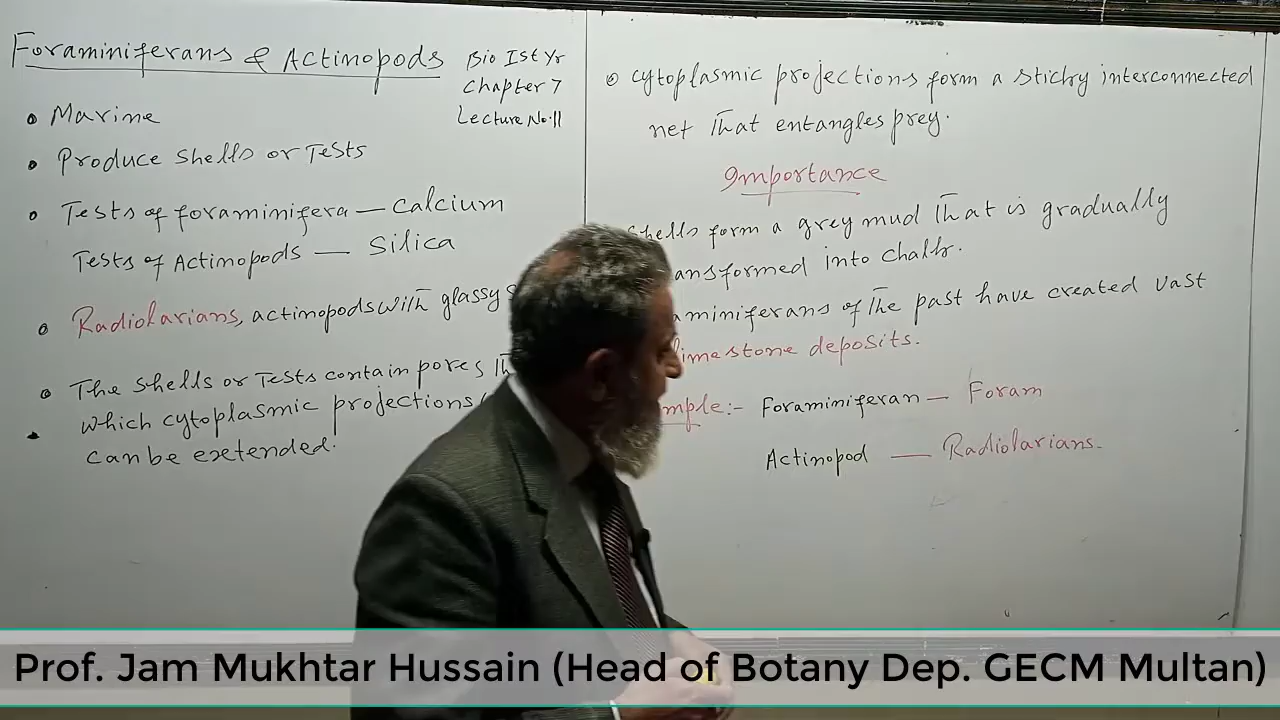 Foraminiferans & Actinopods
Bio Ist Yr
Chapter 7
Lecture No.11
Marine
Produce shells or Tests
Tests of foraminifera — Calcium
Tests of Actinopods — Silica
Radiolarians, actinopods with glassy
The shells or Tests contain pores
which cytoplasmic projections
can be extended.
cytoplasmic projections form a sticky interconnected
net that entangles prey.
Importance
Shells form a grey mud that is gradually
ansformed into chalk.
aminiferans of the past have created vast
limestone deposits.
mple:- Foraminiferan — Foram
Actinopod — Radiolarians.
Prof. Jam Mukhtar Hussain (Head of Botany Dep. GECM Multan)